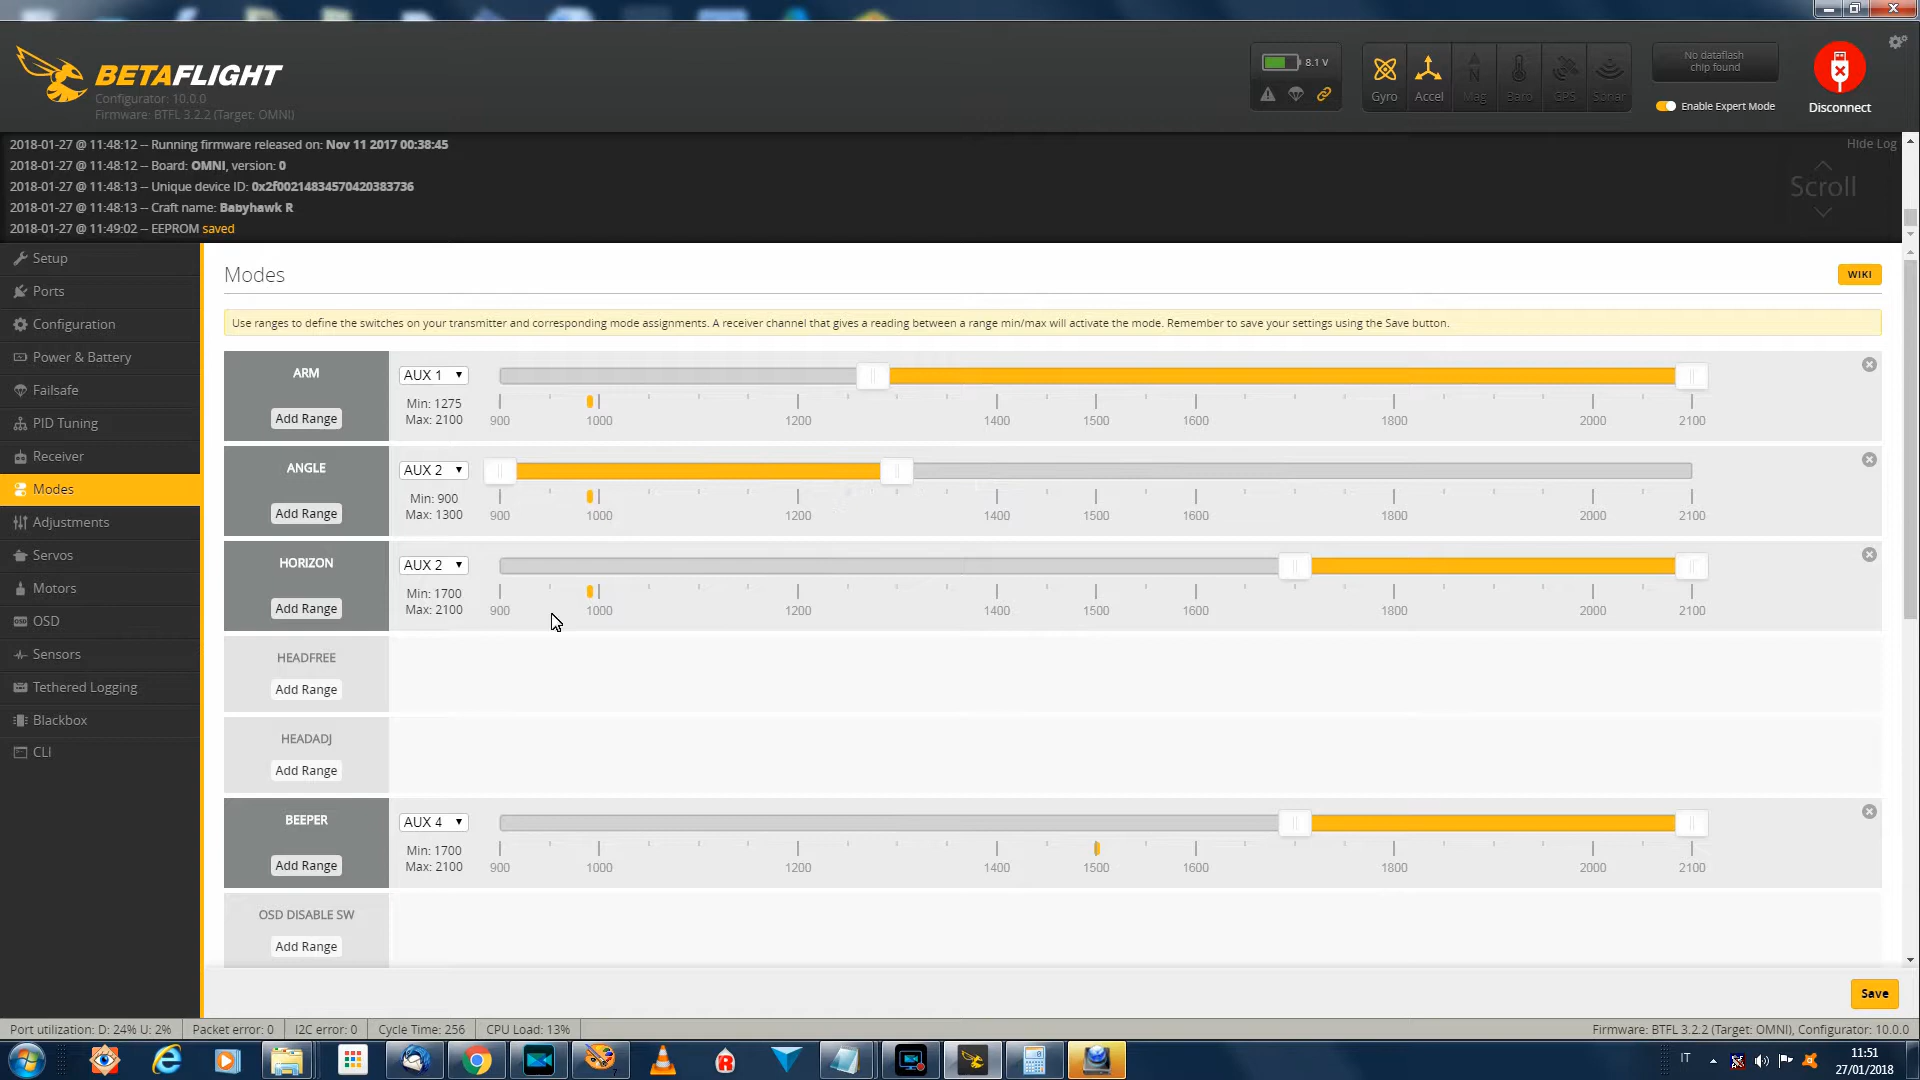 BETAFLIGHT
Configurator: 10.0.0
Firmware: BTFL 3.2.2 (Target: OMNI)
8.1 V
Gyro
Accel
Mag
Baro
GPS
Sonar
No dataflash
chip found
Enable Expert Mode
Disconnect
2018-01-27 @ 11:48:12 -- Running firmware released on: Nov 11 2017 00:38:45
Hide Log
2018-01-27 @ 11:48:12 -- Board: OMNI, version: 0
2018-01-27 @ 11:48:13 -- Unique device ID: 0x2f00214834570420383736
Scroll
2018-01-27 @ 11:48:13 -- Craft name: Babyhawk R
2018-01-27 @ 11:49:02 -- EEPROM saved
Setup
Ports
Configuration
Power & Battery
Failsafe
PID Tuning
Receiver
Modes
Adjustments
Servos
Motors
OSD
Sensors
Tethered Logging
Blackbox
CLI
Modes
WIKI
Use ranges to define the switches on your transmitter and corresponding mode assignments. A receiver channel that gives a reading between a range min/max will activate the mode. Remember to save your settings using the Save button.
ARM
Add Range
AUX 1
Min: 1275
Max: 2100
900 1000 1200 1400 1500 1600 1800 2000 2100
ANGLE
Add Range
AUX 2
Min: 900
Max: 1300
900 1000 1200 1400 1500 1600 1800 2000 2100
HORIZON
Add Range
AUX 2
Min: 1700
Max: 2100
900 1000 1200 1400 1500 1600 1800 2000 2100
HEADFREE
Add Range
HEADADJ
Add Range
BEEPER
Add Range
AUX 4
Min: 1700
Max: 2100
900 1000 1200 1400 1500 1600 1800 2000 2100
OSD DISABLE SW
Add Range
Save
Port utilization: D: 24% U: 2% Packet error: 0 I2C error: 0 Cycle Time: 256 CPU Load: 13% Firmware: BTFL 3.2.2 (Target: OMNI), Configurator: 10.0.0
IT
11:51
27/01/2018